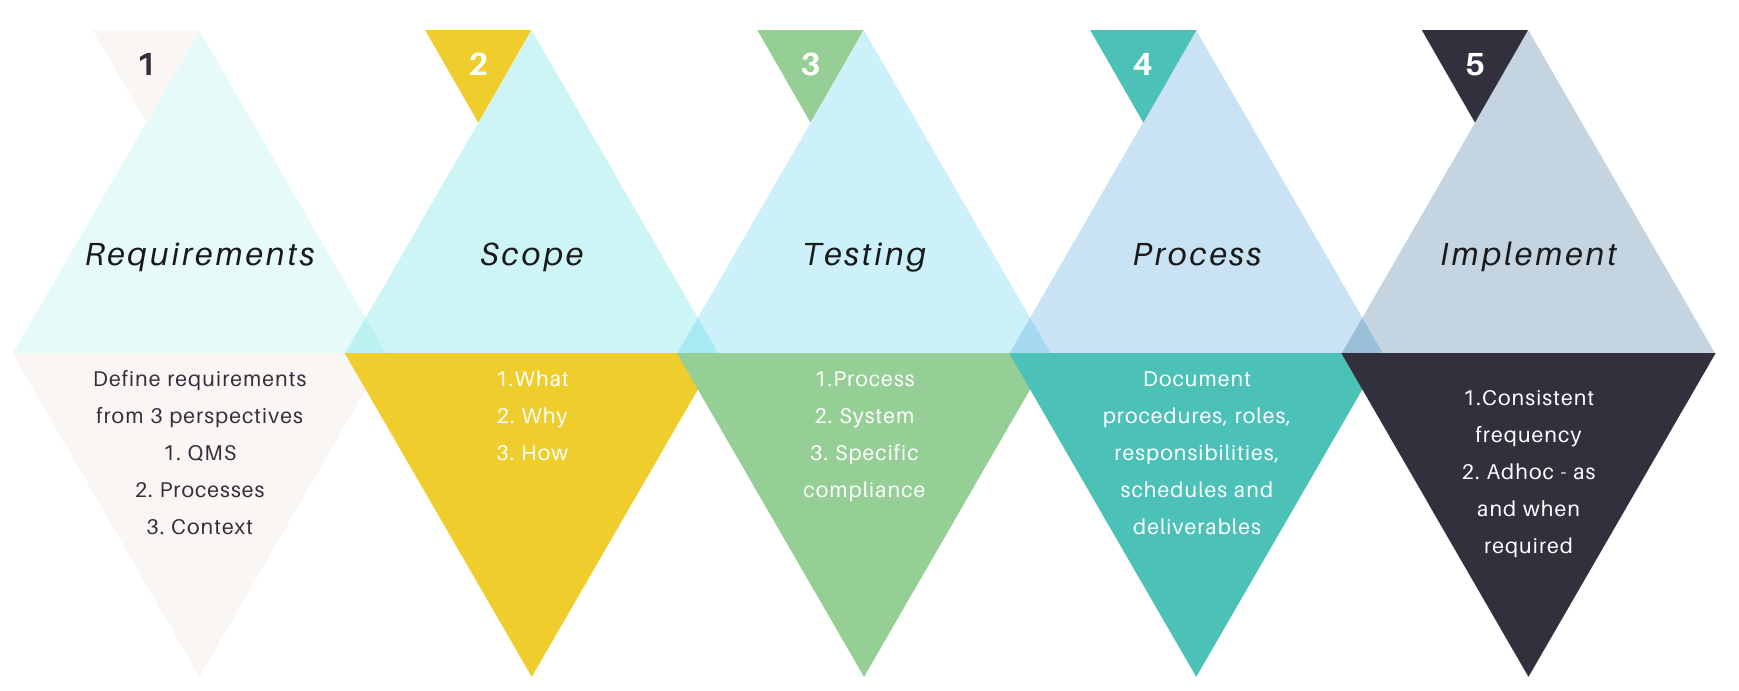 1
Requirements
Define requirements
from 3 perspectives
1. QMS
2. Processes
3. Context
2
Scope
1.What
2. Why
3. How
3
Testing
1.Process
2. System
3. Specific
compliance
4
Process
Document
procedures, roles,
responsibilities,
schedules and
deliverables
5
Implement
1.Consistent
frequency
2. Adhoc - as
and when
required